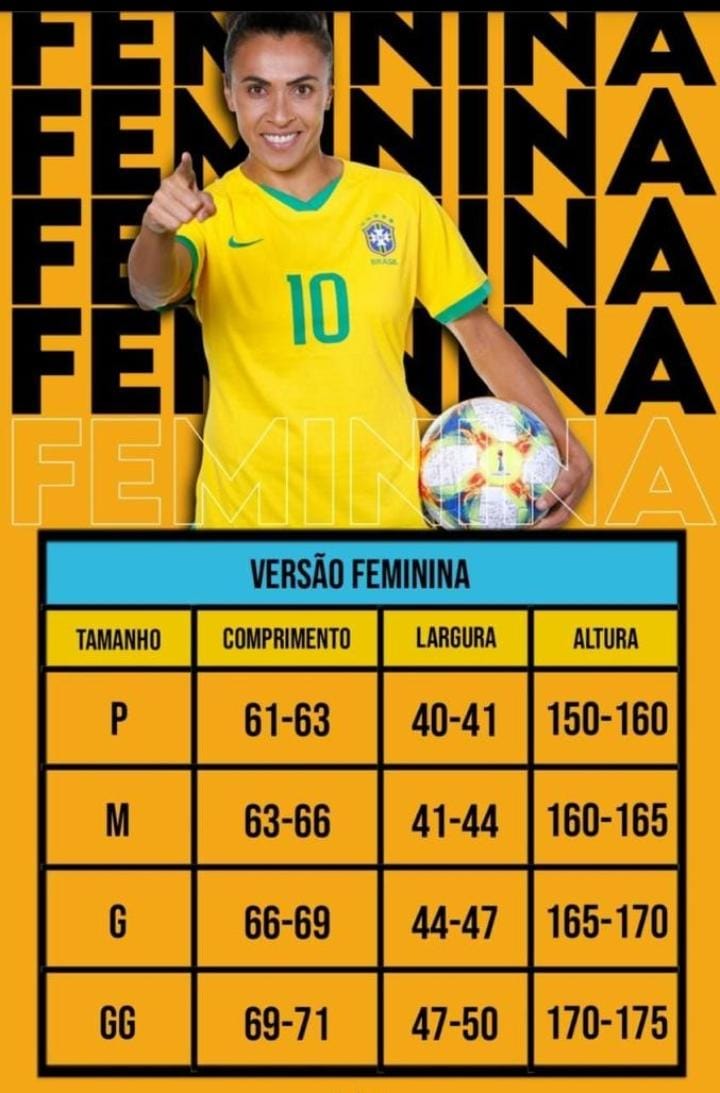 FEMININA
FEMININA
FEMININA
FEMININA
FEMININA
10
BRASIL
VERSÃO FEMININA
TAMANHO COMPRIMENTO LARGURA ALTURA
P 61-63 40-41 150-160
M 63-66 41-44 160-165
G 66-69 44-47 165-170
GG 69-71 47-50 170-175